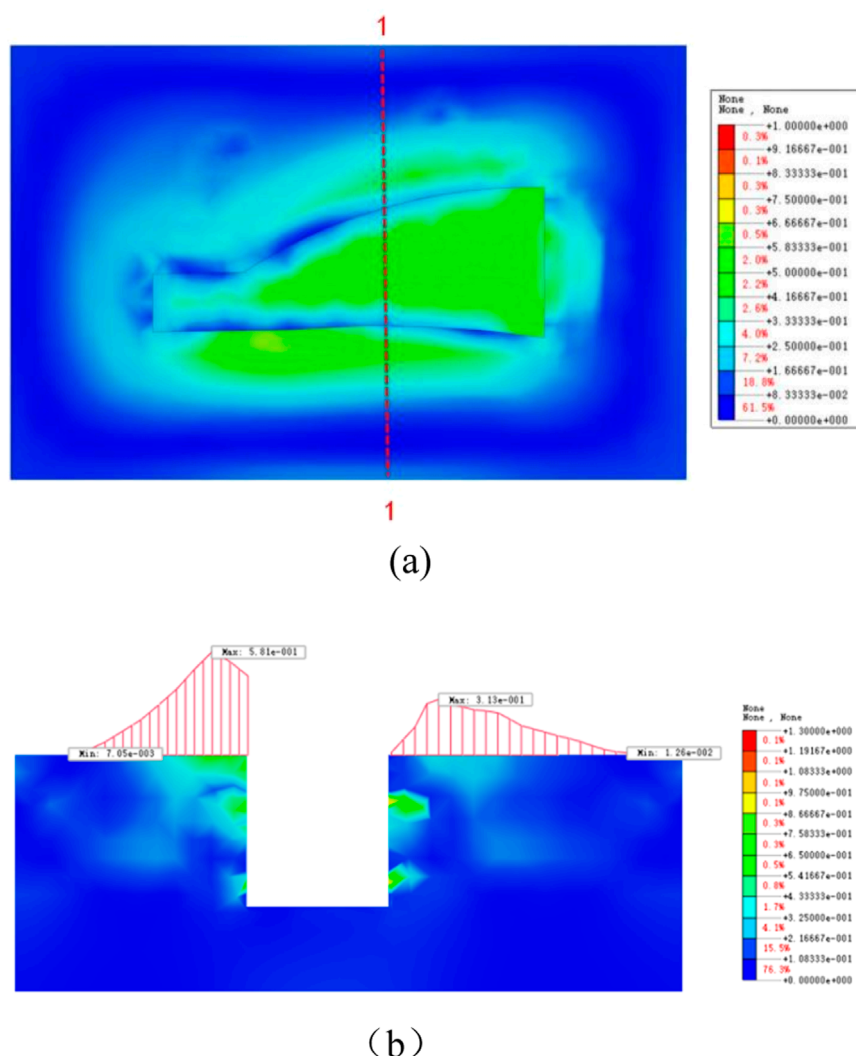 1
None
None , None
+1.00000e+000
0.3%
+9.16667e-001
0.1%
+8.33333e-001
0.3%
+7.50000e-001
0.3%
+6.66667e-001
0.5%
+5.83333e-001
2.0%
+5.00000e-001
2.2%
+4.16667e-001
2.6%
+3.33333e-001
4.0%
+2.50000e-001
7.2%
+1.66667e-001
18.8%
+8.33333e-002
61.5%
+0.00000e+000
1
(a)
Max: 5.81e-001
Max: 3.13e-001
Min: 7.05e-003
Min: 1.26e-002
None
None , None
+1.30000e+000
0.1%
+1.19167e+000
0.1%
+1.08333e+000
0.1%
+9.75000e-001
0.1%
+8.66667e-001
0.3%
+7.58333e-001
0.3%
+6.50000e-001
0.5%
+5.41667e-001
0.8%
+4.33333e-001
1.7%
+3.25000e-001
4.1%
+2.16667e-001
15.5%
+1.08333e-001
76.3%
+0.00000e+000
（b）